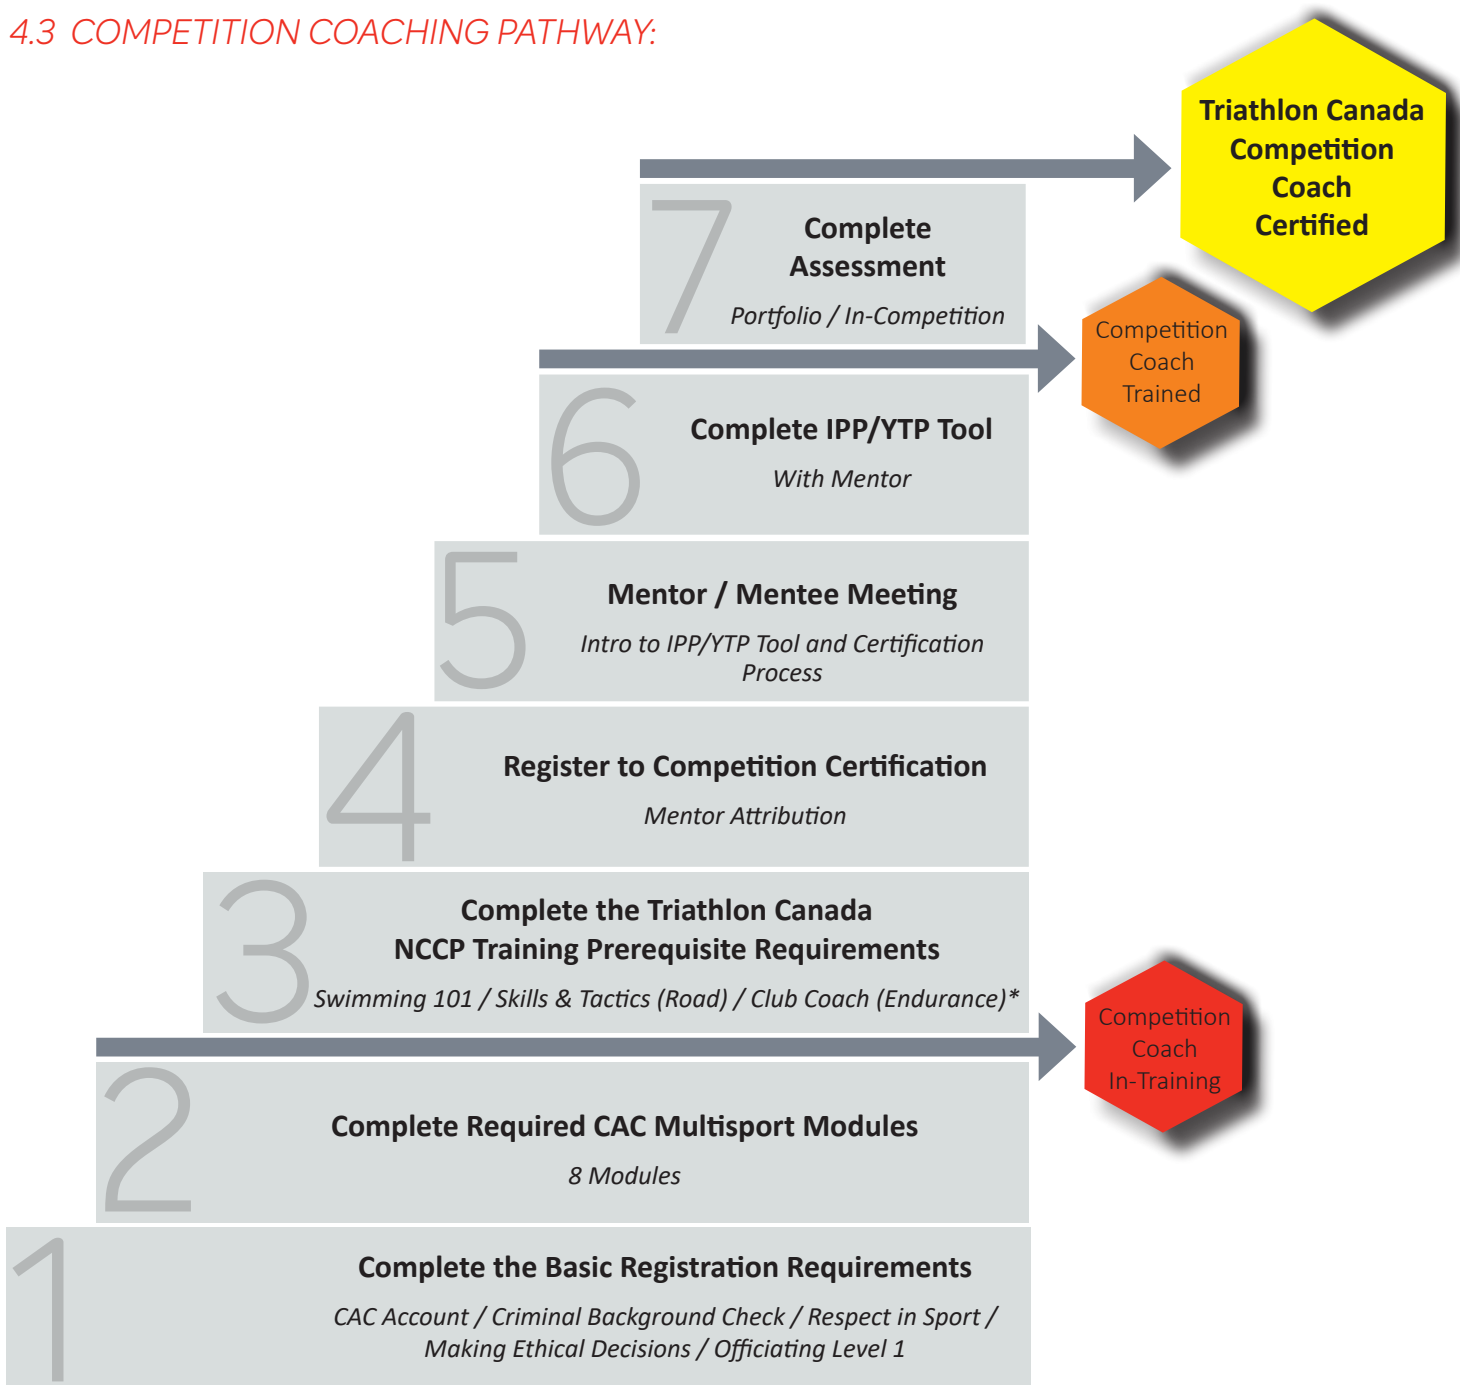 4.3 COMPETITION COACHING PATHWAY:
Triathlon Canada
Competition
Coach
Certified
7
Complete
Assessment
Portfolio / In-Competition
Competition
Coach
Trained
6
Complete IPP/YTP Tool
With Mentor
5
Mentor / Mentee Meeting
Intro to IPP/YTP Tool and Certification
Process
4
Register to Competition Certification
Mentor Attribution
3
Complete the Triathlon Canada
NCCP Training Prerequisite Requirements
Swimming 101 / Skills & Tactics (Road) / Club Coach (Endurance)*
Competition
Coach
In-Training
2
Complete Required CAC Multisport Modules
8 Modules
1
Complete the Basic Registration Requirements
CAC Account / Criminal Background Check / Respect in Sport /
Making Ethical Decisions / Officiating Level 1